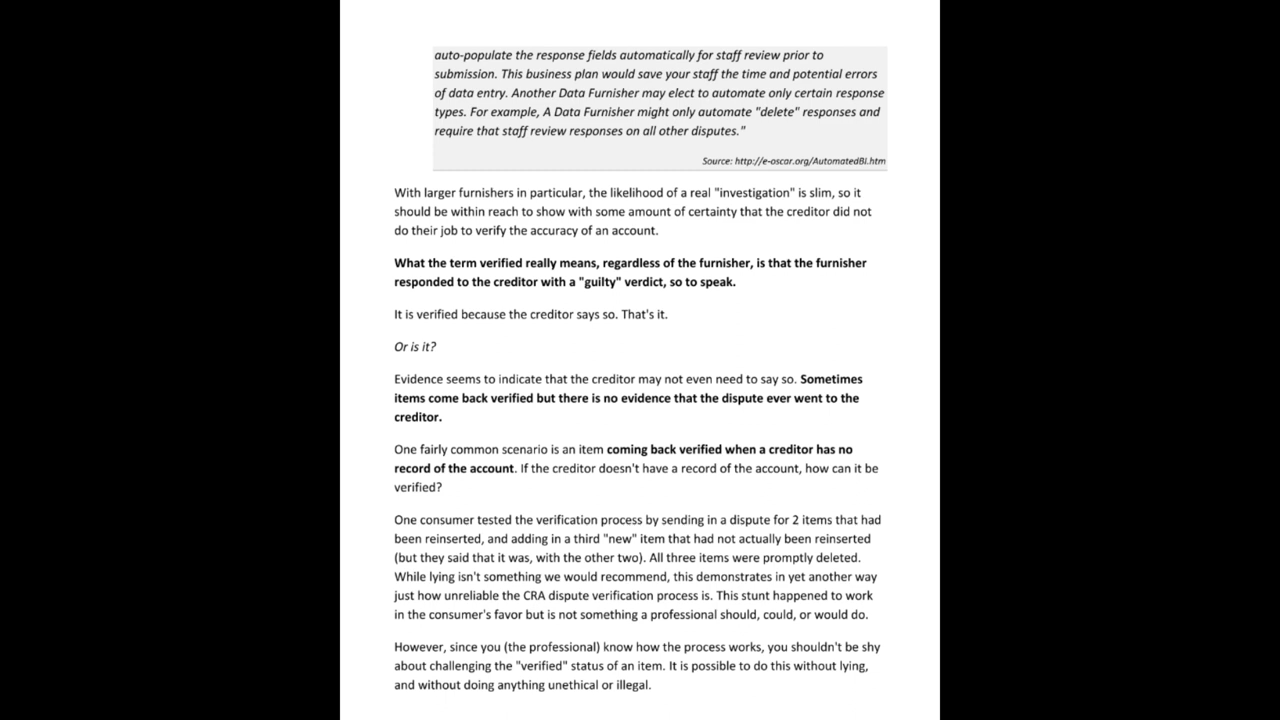 auto-populate the response fields automatically for staff review prior to
submission. This business plan would save your staff the time and potential errors
of data entry. Another Data Furnisher may elect to automate only certain response
types. For example, A Data Furnisher might only automate "delete" responses and
require that staff review responses on all other disputes."
Source: http://e-oscar.org/AutomatedBI.htm
With larger furnishers in particular, the likelihood of a real "investigation" is slim, so it
should be within reach to show with some amount of certainty that the creditor did not
do their job to verify the accuracy of an account.
What the term verified really means, regardless of the furnisher, is that the furnisher
responded to the creditor with a "guilty" verdict, so to speak.
It is verified because the creditor says so. That's it.
Or is it?
Evidence seems to indicate that the creditor may not even need to say so. Sometimes
items come back verified but there is no evidence that the dispute ever went to the
creditor.
One fairly common scenario is an item coming back verified when a creditor has no
record of the account. If the creditor doesn't have a record of the account, how can it be
verified?
One consumer tested the verification process by sending in a dispute for 2 items that had
been reinserted, and adding in a third "new" item that had not actually been reinserted
(but they said that it was, with the other two). All three items were promptly deleted.
While lying isn't something we would recommend, this demonstrates in yet another way
just how unreliable the CRA dispute verification process is. This stunt happened to work
in the consumer's favor but is not something a professional should, could, or would do.
However, since you (the professional) know how the process works, you shouldn't be shy
about challenging the "verified" status of an item. It is possible to do this without lying,
and without doing anything unethical or illegal.